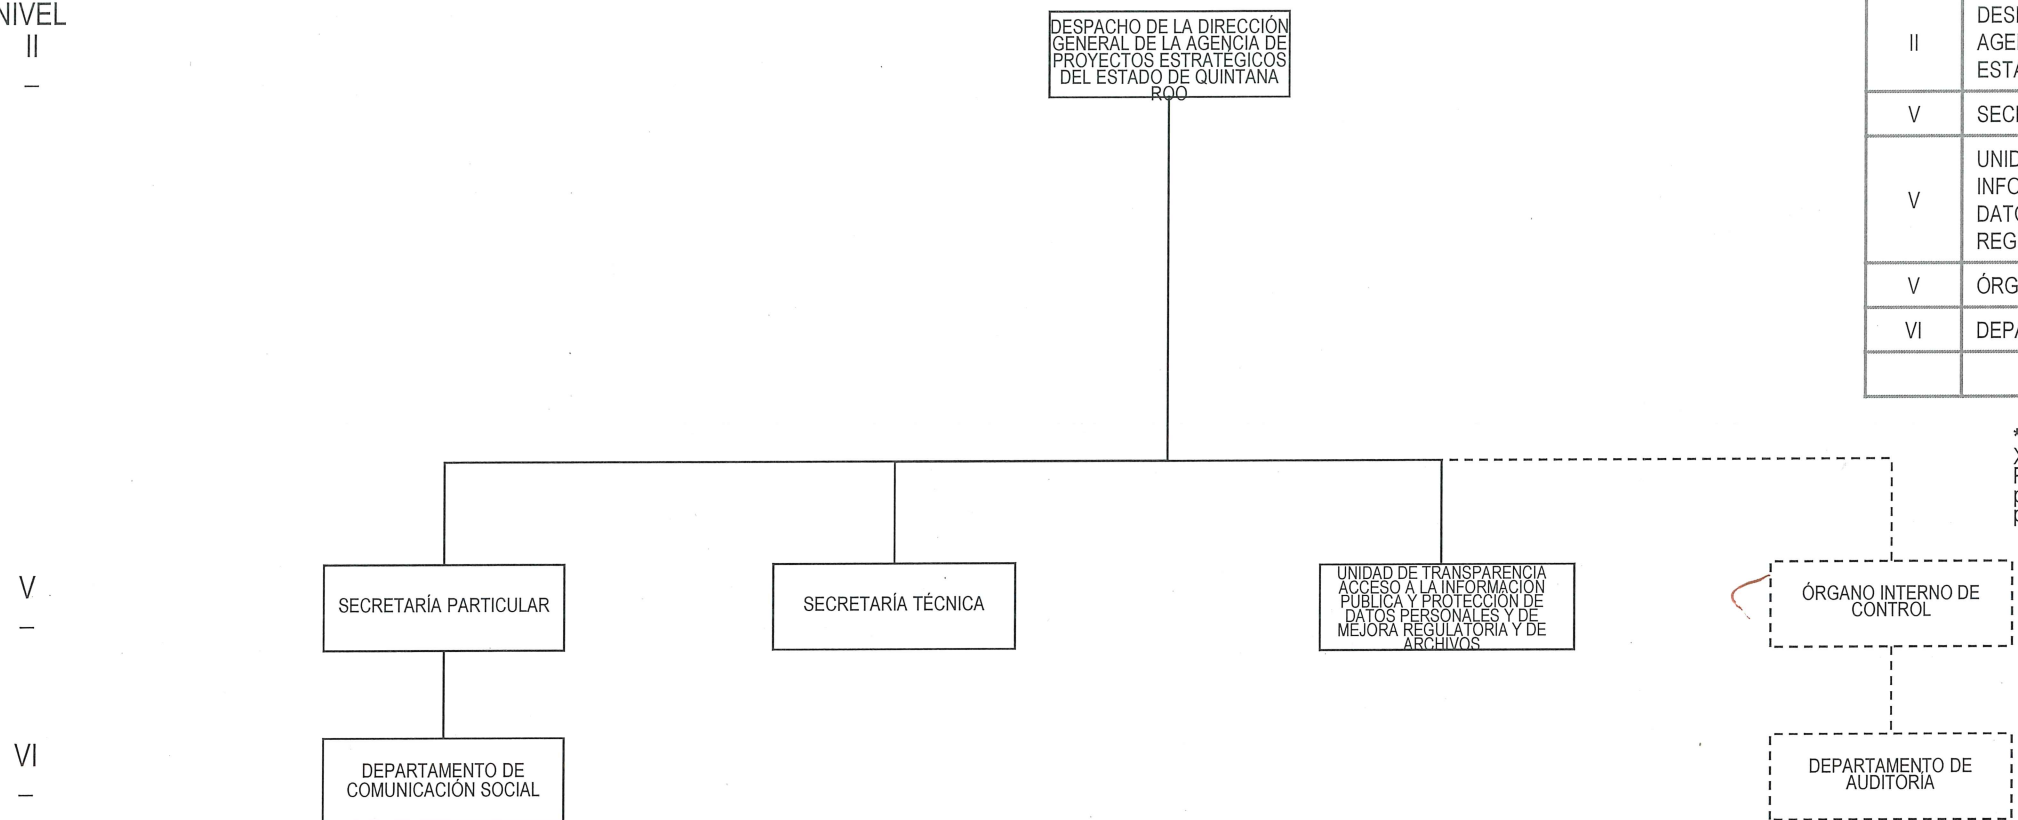 NIVEL
II
–
DESPACHO DE LA DIRECCIÓN
GENERAL DE LA AGENCIA DE
PROYECTOS ESTRATÉGICOS
DEL ESTADO DE QUINTANA
ROO
II
V
V
V
VI
V
–
SECRETARÍA PARTICULAR
SECRETARÍA TÉCNICA
UNIDAD DE TRANSPARENCIA
ACCESO A LA INFORMACIÓN
PÚBLICA Y PROTECCIÓN DE
DATOS PERSONALES Y DE
MEJORA REGULATORIA Y DE
ARCHIVOS
ÓRGANO INTERNO DE
CONTROL
VI
–
DEPARTAMENTO DE
COMUNICACIÓN SOCIAL
DEPARTAMENTO DE
AUDITORÍA